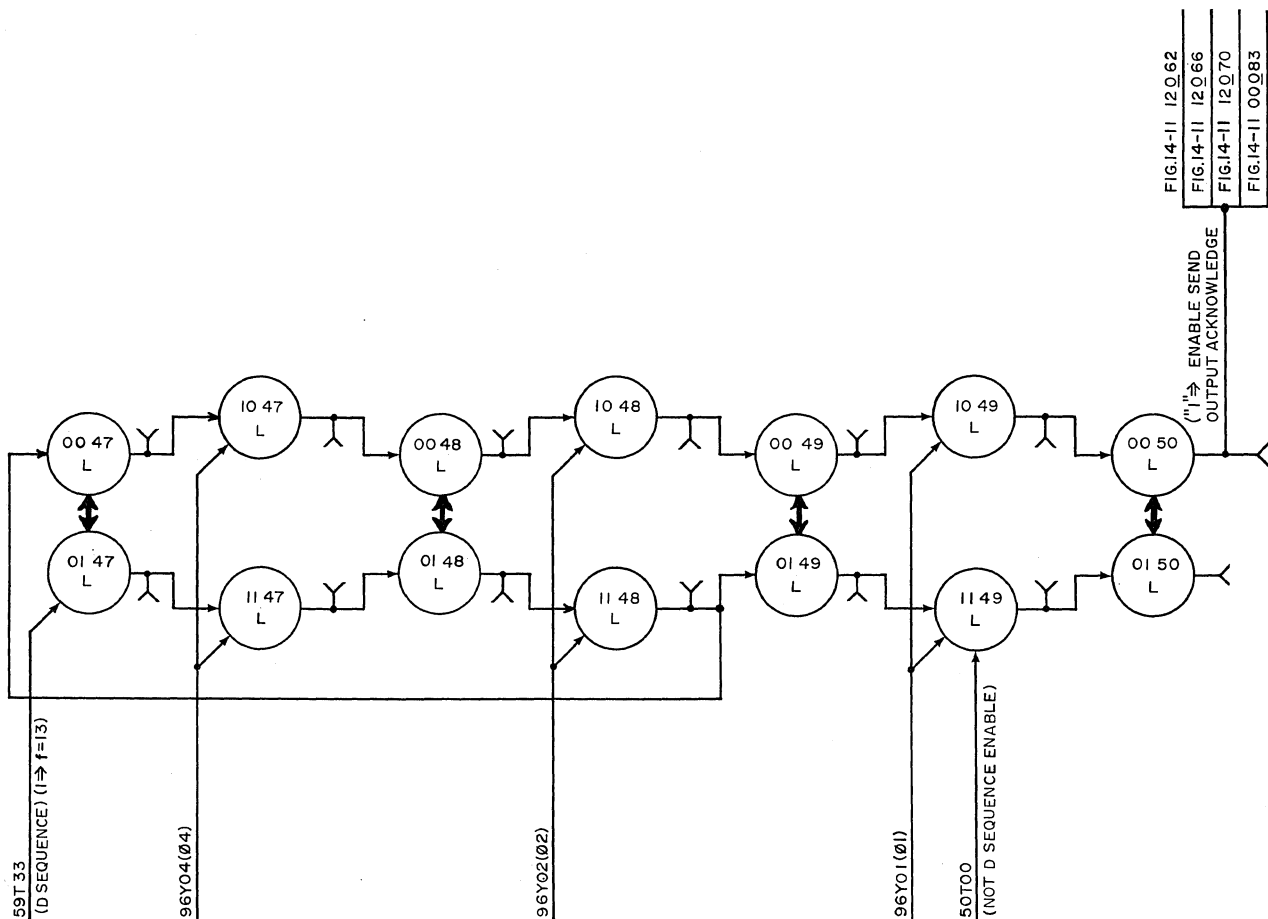 FIG.14-11 12062
FIG.14-11 12066
FIG.14-11 12070
FIG.14-11 00083
("1"⇒ ENABLE SEND
OUTPUT ACKNOWLEDGE
00 47
L
10 47
L
00 48
L
10 48
L
00 49
L
10 49
L
00 50
L
01 47
L
11 47
L
01 48
L
11 48
L
01 49
L
11 49
L
01 50
L
59T33
(D SEQUENCE) (1⇒ f=13)
96Y04(Ø4)
96Y02(Ø2)
96Y01(Ø1)
50T00
(NOT D SEQUENCE ENABLE)